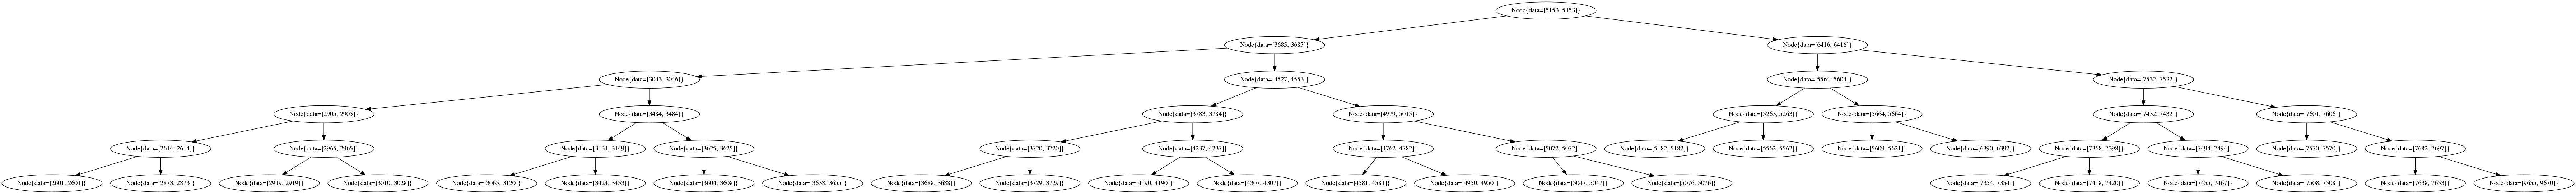 Node[data=[5153, 5153]]
Node[data=[3685, 3685]]
Node[data=[6416, 6416]]
Node[data=[3043, 3046]]
Node[data=[4527, 4553]]
Node[data=[5564, 5604]]
Node[data=[7532, 7532]]
Node[data=[2905, 2905]]
Node[data=[3484, 3484]]
Node[data=[3783, 3784]]
Node[data=[4979, 5015]]
Node[data=[5263, 5263]]
Node[data=[5664, 5664]]
Node[data=[7432, 7432]]
Node[data=[7601, 7606]]
Node[data=[2614, 2614]]
Node[data=[2965, 2965]]
Node[data=[3131, 3149]]
Node[data=[3625, 3625]]
Node[data=[3720, 3720]]
Node[data=[4237, 4237]]
Node[data=[4762, 4782]]
Node[data=[5072, 5072]]
Node[data=[5182, 5182]]
Node[data=[5562, 5562]]
Node[data=[5609, 5621]]
Node[data=[6390, 6392]]
Node[data=[7368, 7398]]
Node[data=[7494, 7494]]
Node[data=[7570, 7570]]
Node[data=[7682, 7697]]
Node[data=[2601, 2601]]
Node[data=[2873, 2873]]
Node[data=[2919, 2919]]
Node[data=[3010, 3028]]
Node[data=[3065, 3120]]
Node[data=[3424, 3453]]
Node[data=[3604, 3608]]
Node[data=[3638, 3655]]
Node[data=[3688, 3688]]
Node[data=[3729, 3729]]
Node[data=[4190, 4190]]
Node[data=[4307, 4307]]
Node[data=[4581, 4581]]
Node[data=[4950, 4950]]
Node[data=[5047, 5047]]
Node[data=[5076, 5076]]
Node[data=[7354, 7354]]
Node[data=[7418, 7420]]
Node[data=[7455, 7467]]
Node[data=[7508, 7508]]
Node[data=[7638, 7653]]
Node[data=[9655, 9670]]